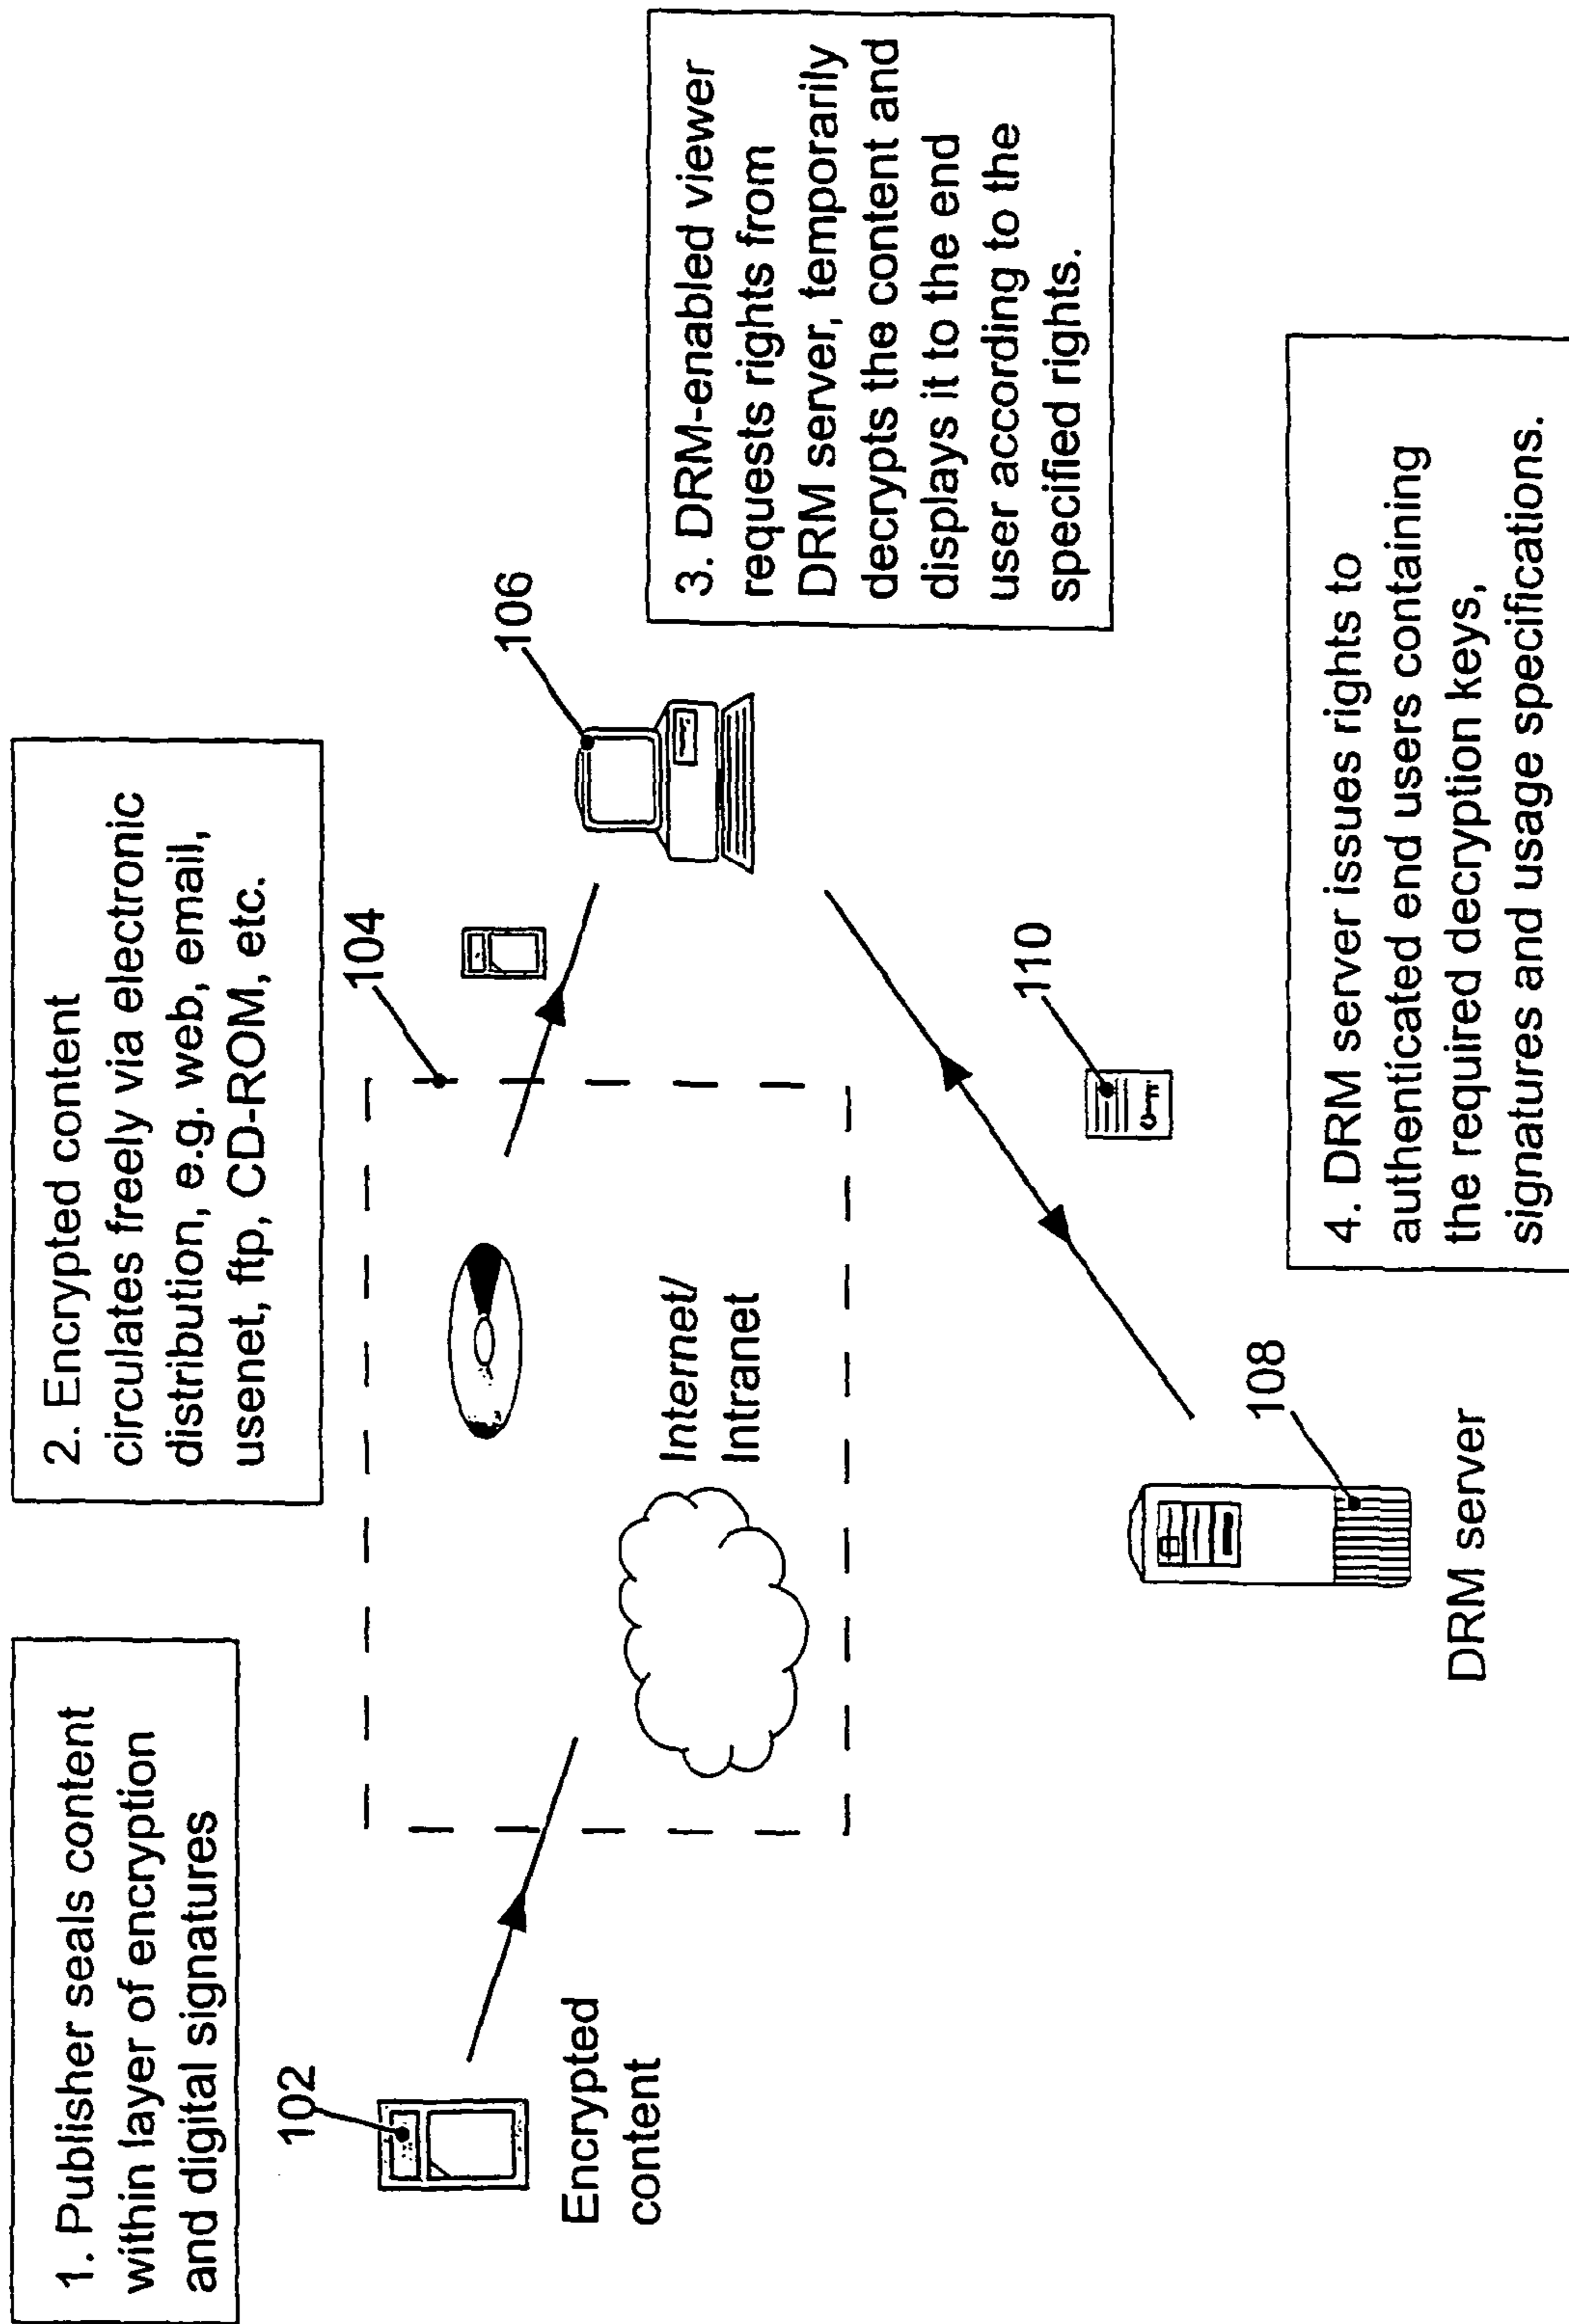 1. Publisher seals content
within layer of encryption
and digital signatures
2. Encrypted content
circulates freely via electronic
distribution, e.g. web, email,
usenet, ftp, CD-ROM, etc.
102
Encrypted
content
104
Internet/
Intranet
106
3. DRM-enabled viewer
requests rights from
DRM server, temporarily
decrypts the content and
displays it to the end
user according to the
specified rights.
108
DRM server
110
4. DRM server issues rights to
authenticated end users containing
the required decryption keys,
signatures and usage specifications.